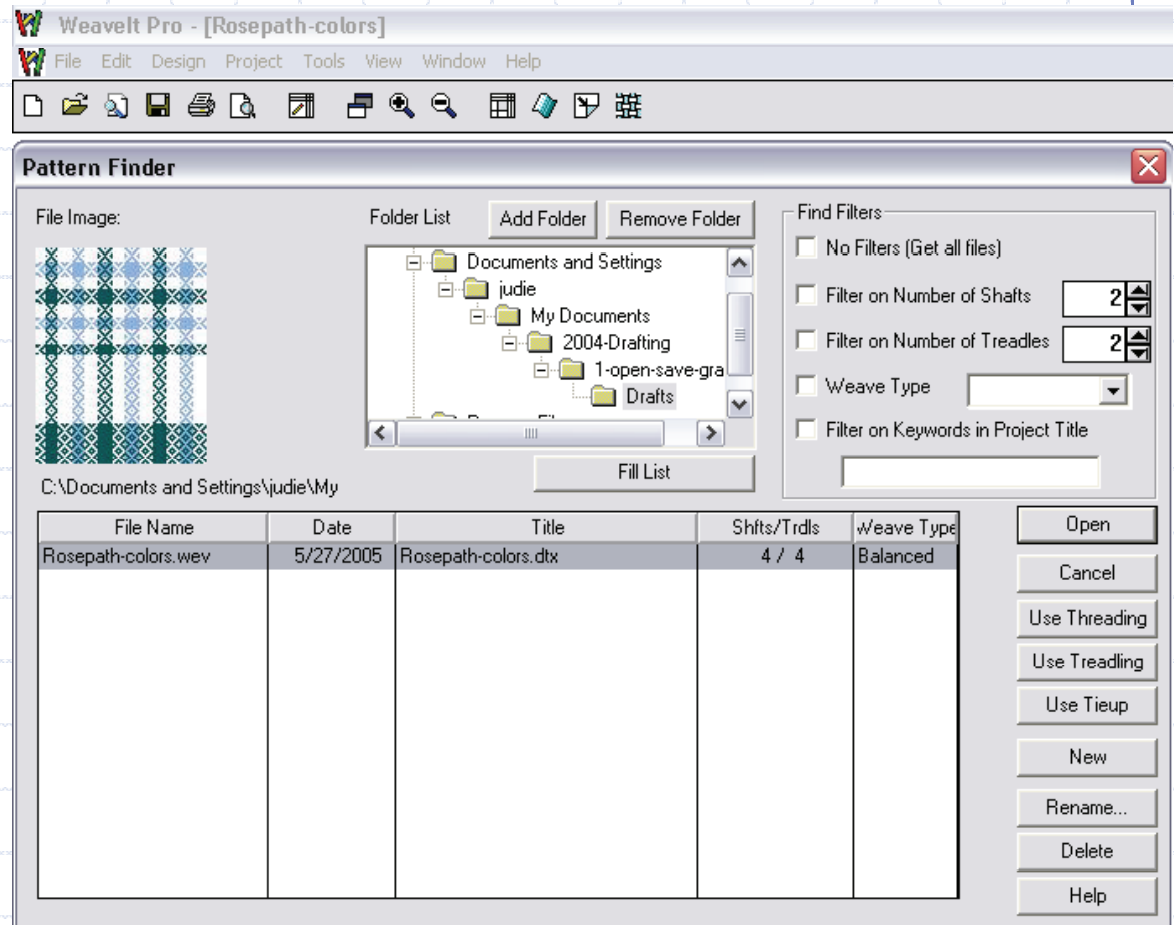 WeaveIt Pro - [Rosepath-colors]
File Edit Design Project Tools View Window Help
Pattern Finder
File Image:
Folder List
Add Folder
Remove Folder
Documents and Settings
judie
My Documents
2004-Drafting
1-open-save-gra
Drafts
Fill List
C:\Documents and Settings\judie\My
Find Filters
No Filters (Get all files)
Filter on Number of Shafts 2
Filter on Number of Treadles 2
Weave Type
Filter on Keywords in Project Title
File Name Date Title Shfts/Trdls Weave Type
Rosepath-colors.wev 5/27/2005 Rosepath-colors.dtx 4 / 4 Balanced
Open
Cancel
Use Threading
Use Treadling
Use Tieup
New
Rename...
Delete
Help